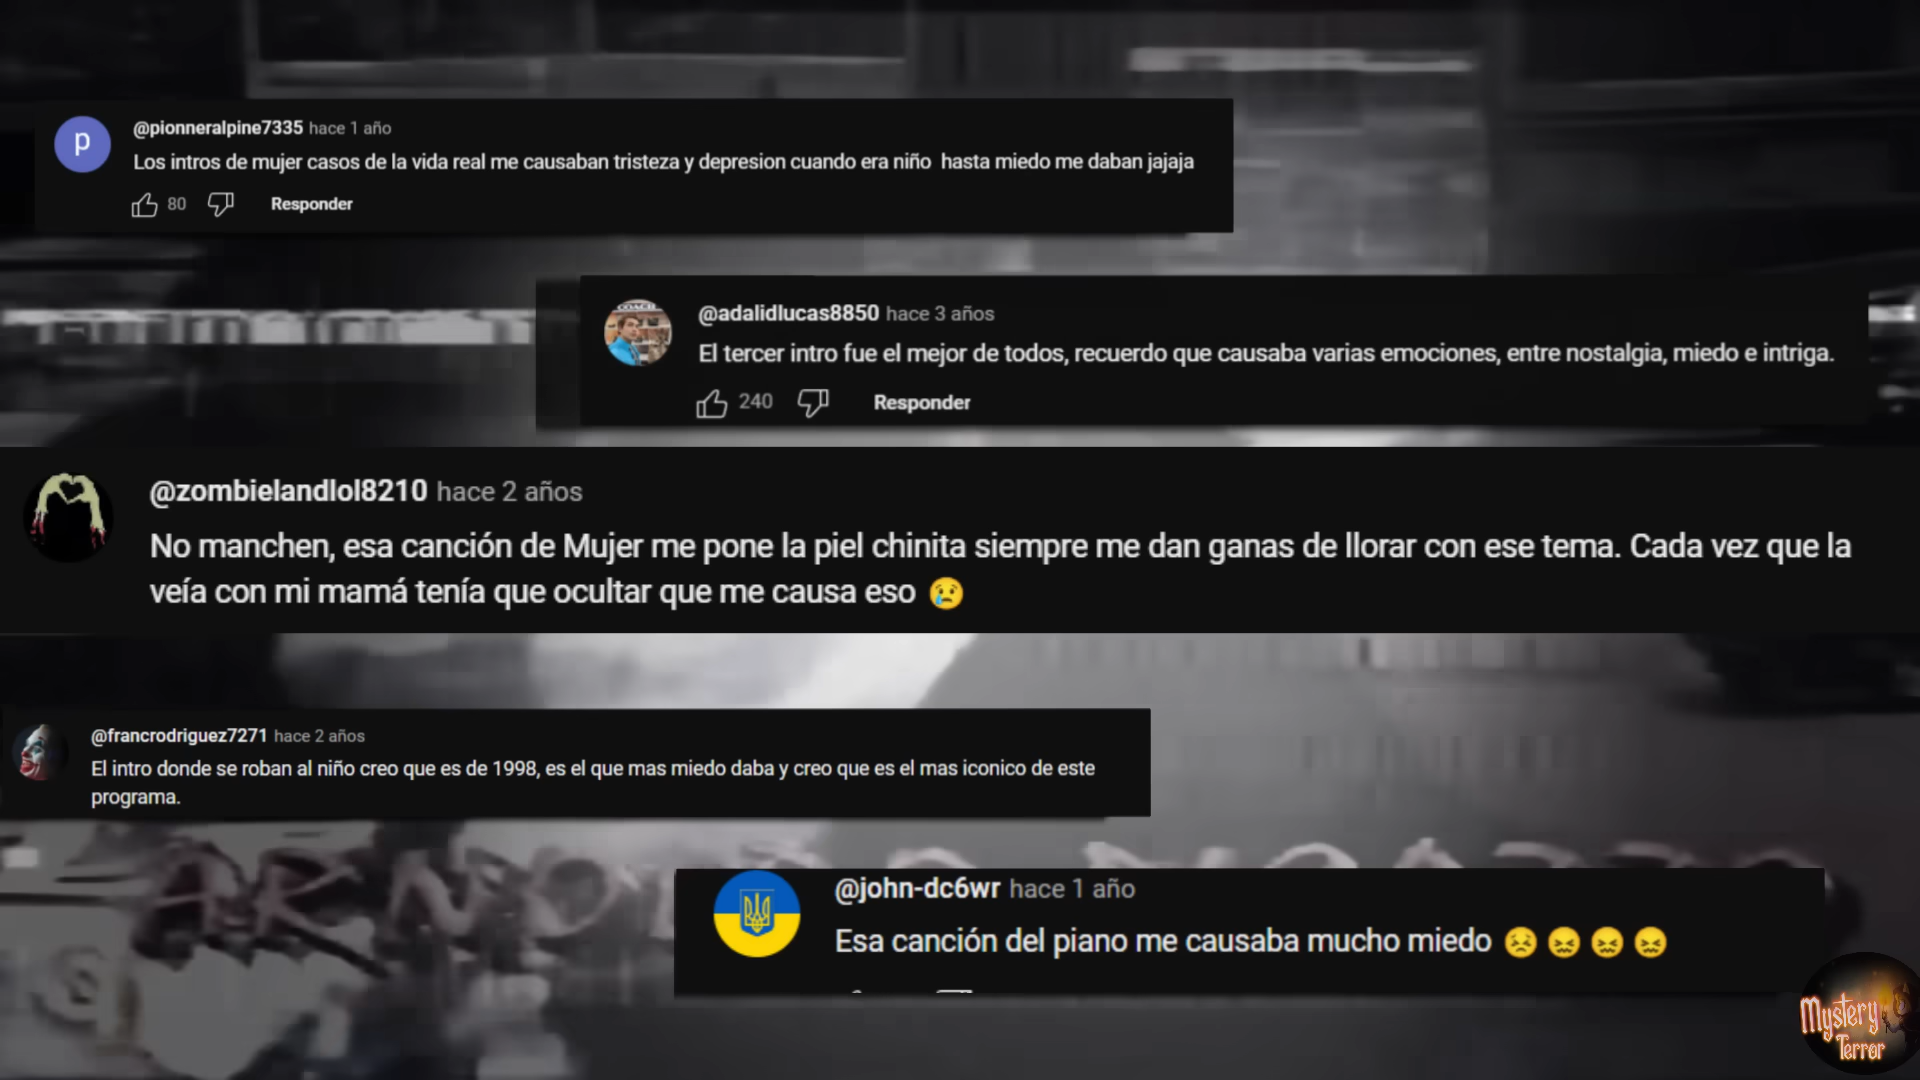 @pionneralpine7335 hace 1 año
Los intros de mujer casos de la vida real me causaban tristeza y depresion cuando era niño hasta miedo me daban jajaja
80 Responder
COACH
@adalidlucas8850 hace 3 años
El tercer intro fue el mejor de todos, recuerdo que causaba varias emociones, entre nostalgia, miedo e intriga.
240 Responder
@zombielandlol8210 hace 2 años
No manchen, esa canción de Mujer me pone la piel chinita siempre me dan ganas de llorar con ese tema. Cada vez que la
veía con mi mamá tenía que ocultar que me causa eso 😢
@francrodriguez7271 hace 2 años
El intro donde se roban al niño creo que es de 1998, es el que mas miedo daba y creo que es el mas iconico de este
programa.
@john-dc6wr hace 1 año
Esa canción del piano me causaba mucho miedo 😣😖😖😖
Mystery
Terror